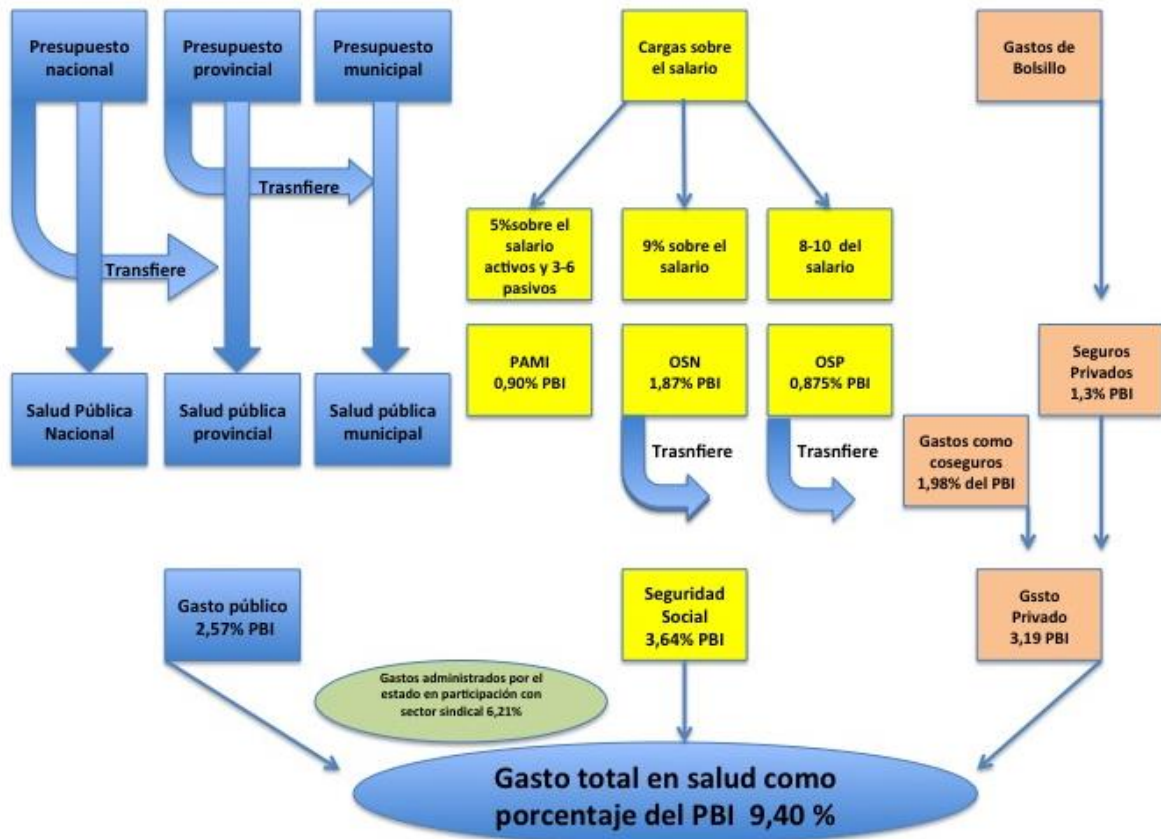 Presupuesto
nacional
Presupuesto
provincial
Presupuesto
municipal
Cargas sobre
el salario
Gastos de
Bolsillo
Trasnfiere
Transfiere
5%sobre el
salario
activos y 3-6
pasivos
9% sobre el
salario
8-10 del
salario
PAMI
0,90% PBI
OSN
1,87% PBI
OSP
0,875% PBI
Seguros
Privados
1,3% PBI
Salud Pública
Nacional
Salud pública
provincial
Salud pública
municipal
Trasnfiere
Trasnfiere
Gastos como
coseguros
1,98% del PBI
Gasto público
2,57% PBI
Seguridad
Social
3,64% PBI
Gssto
Privado
3,19 PBI
Gastos administrados por el
estado en participación con
sector sindical 6,21%
Gasto total en salud como
porcentaje del PBI 9,40 %